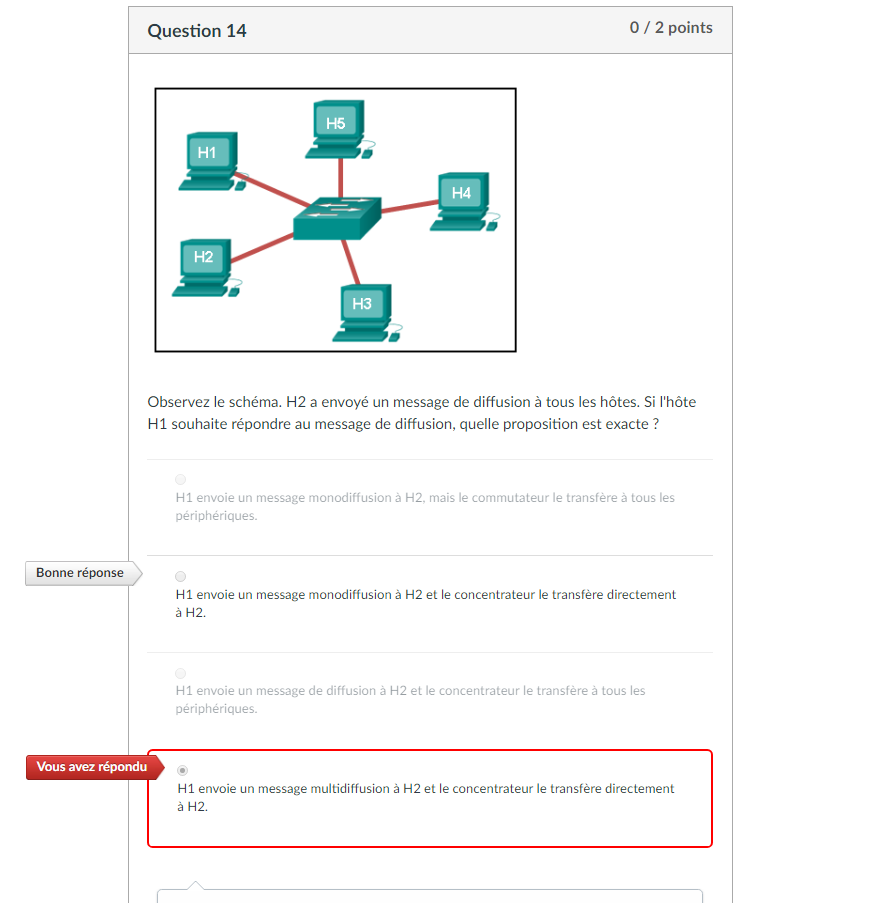 Question 14
0 / 2 points
H5
H1
H4
H2
H3
Observez le schéma. H2 a envoyé un message de diffusion à tous les hôtes. Si l'hôte
H1 souhaite répondre au message de diffusion, quelle proposition est exacte ?
H1 envoie un message monodiffusion à H2, mais le commutateur le transfère à tous les
périphériques.
Bonne réponse
H1 envoie un message monodiffusion à H2 et le concentrateur le transfère directement
à H2.
H1 envoie un message de diffusion à H2 et le concentrateur le transfère à tous les
périphériques.
Vous avez répondu
H1 envoie un message multidiffusion à H2 et le concentrateur le transfère directement
à H2.